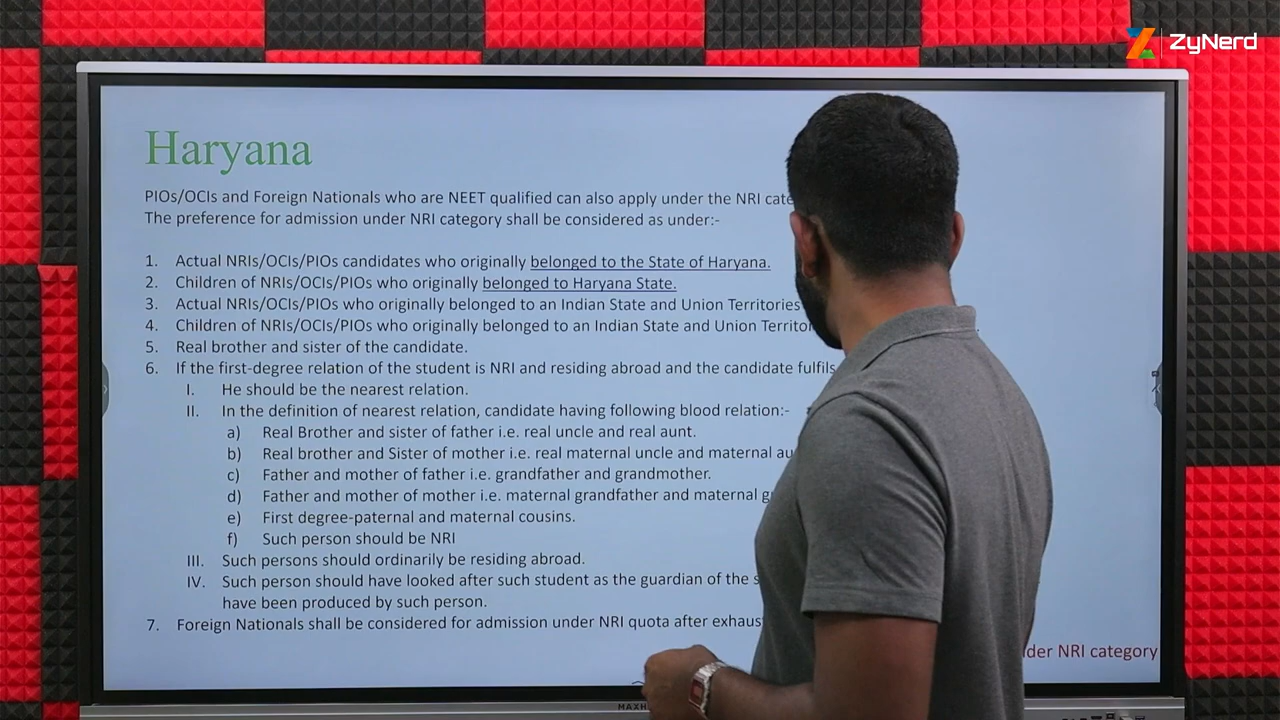 ZyNerd
Haryana
PIOs/OCIs and Foreign Nationals who are NEET qualified can also apply under the NRI
The preference for admission under NRI category shall be considered as under:-
1. Actual NRIs/OCIs/PIOs candidates who originally belonged to the State of Haryana.
2. Children of NRIs/OCIs/PIOs who originally belonged to Haryana State.
3. Actual NRIs/OCIs/PIOs who originally belonged to an Indian State and Union Territories
4. Children of NRIs/OCIs/PIOs who originally belonged to an Indian State and Union
5. Real brother and sister of the candidate.
6. If the first-degree relation of the student is NRI and residing abroad and the candidate fulfils
I. He should be the nearest relation.
II. In the definition of nearest relation, candidate having following blood relation:-
a) Real Brother and sister of father i.e. real uncle and real aunt.
b) Real brother and Sister of mother i.e. real maternal uncle and maternal
c) Father and mother of father i.e. grandfather and grandmother.
d) Father and mother of mother i.e. maternal grandfather and maternal
e) First degree-paternal and maternal cousins.
f) Such person should be NRI
III. Such persons should ordinarily be residing abroad.
IV. Such person should have looked after such student as the guardian of the
have been produced by such person.
7. Foreign Nationals shall be considered for admission under NRI quota after
NRI category